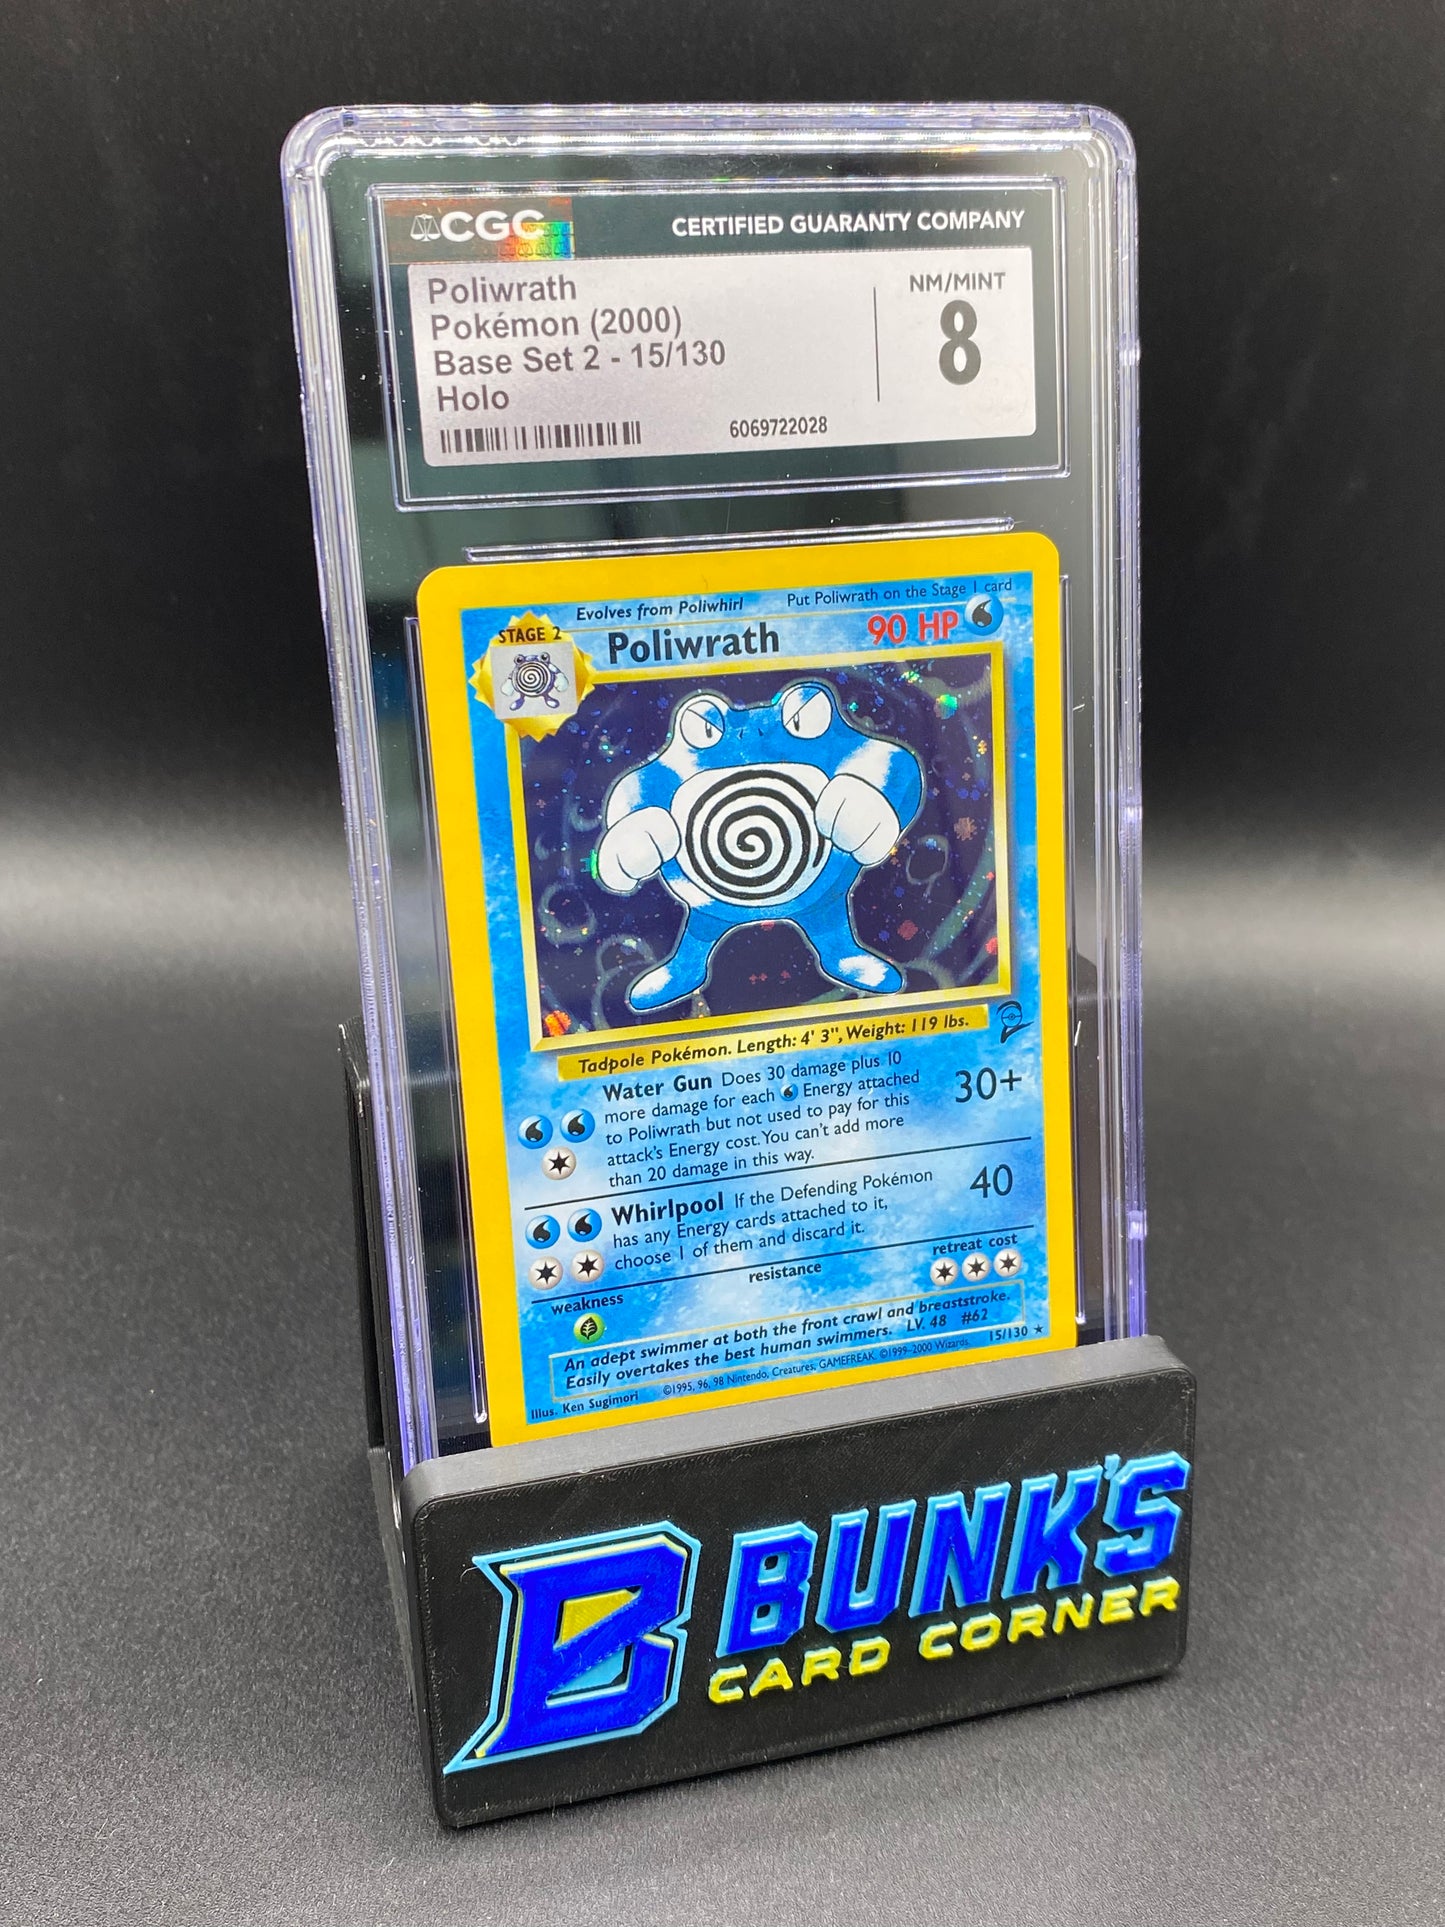 CGC
CERTIFIED GUARANTY COMPANY
Poliwrath
Pokémon (2000)
Base Set 2 - 15/130
Holo
NM/MINT
8
6069722028
Evolves from Poliwhirl
Put Poliwrath on the Stage 1 card
STAGE 2
Poliwrath
90 HP
Tadpole Pokémon. Length: 4' 3", Weight: 119 lbs.
Water Gun Does 30 damage plus 10
more damage for each Energy attached
to Poliwrath but not used to pay for this
attack's Energy cost. You can't add more
than 20 damage in this way.
30+
Whirlpool If the Defending Pokémon
has any Energy cards attached to it,
choose 1 of them and discard it.
40
weakness
resistance
retreat cost
An adept swimmer at both the front crawl and breaststroke.
Easily overtakes the best human swimmers. LV. 48 #62
Illus. Ken Sugimori
©1995, 96, 98 Nintendo, Creatures, GAMEFREAK. ©1999-2000 Wizards.
15/130 ★
B
BUNK'S
CARD CORNER